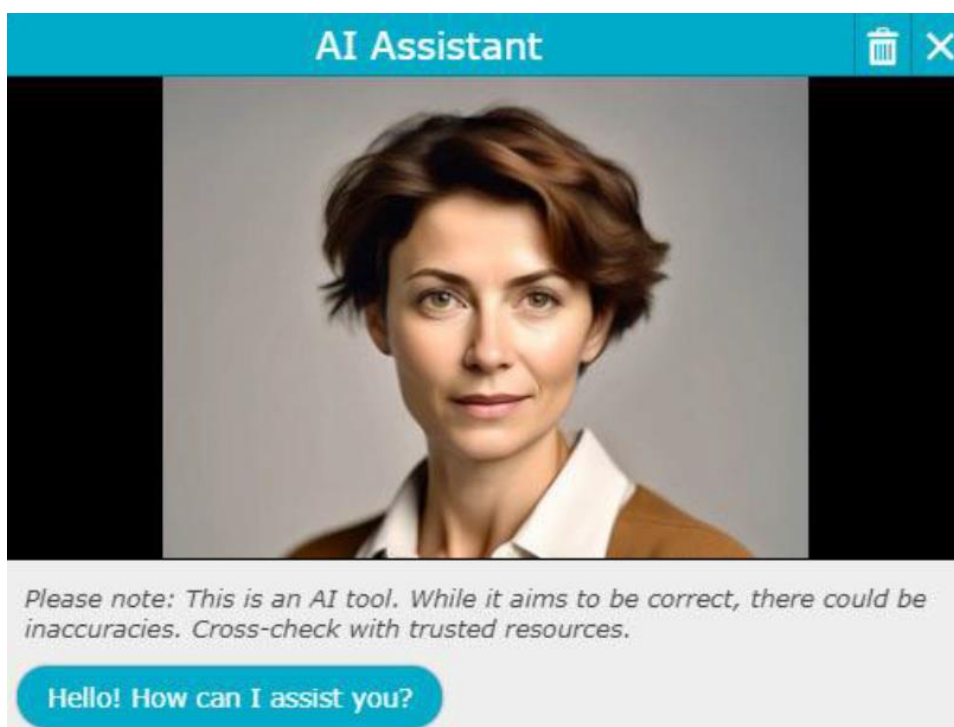 AI Assistant
Please note: This is an AI tool. While it aims to be correct, there could be
inaccuracies. Cross-check with trusted resources.
Hello! How can I assist you?